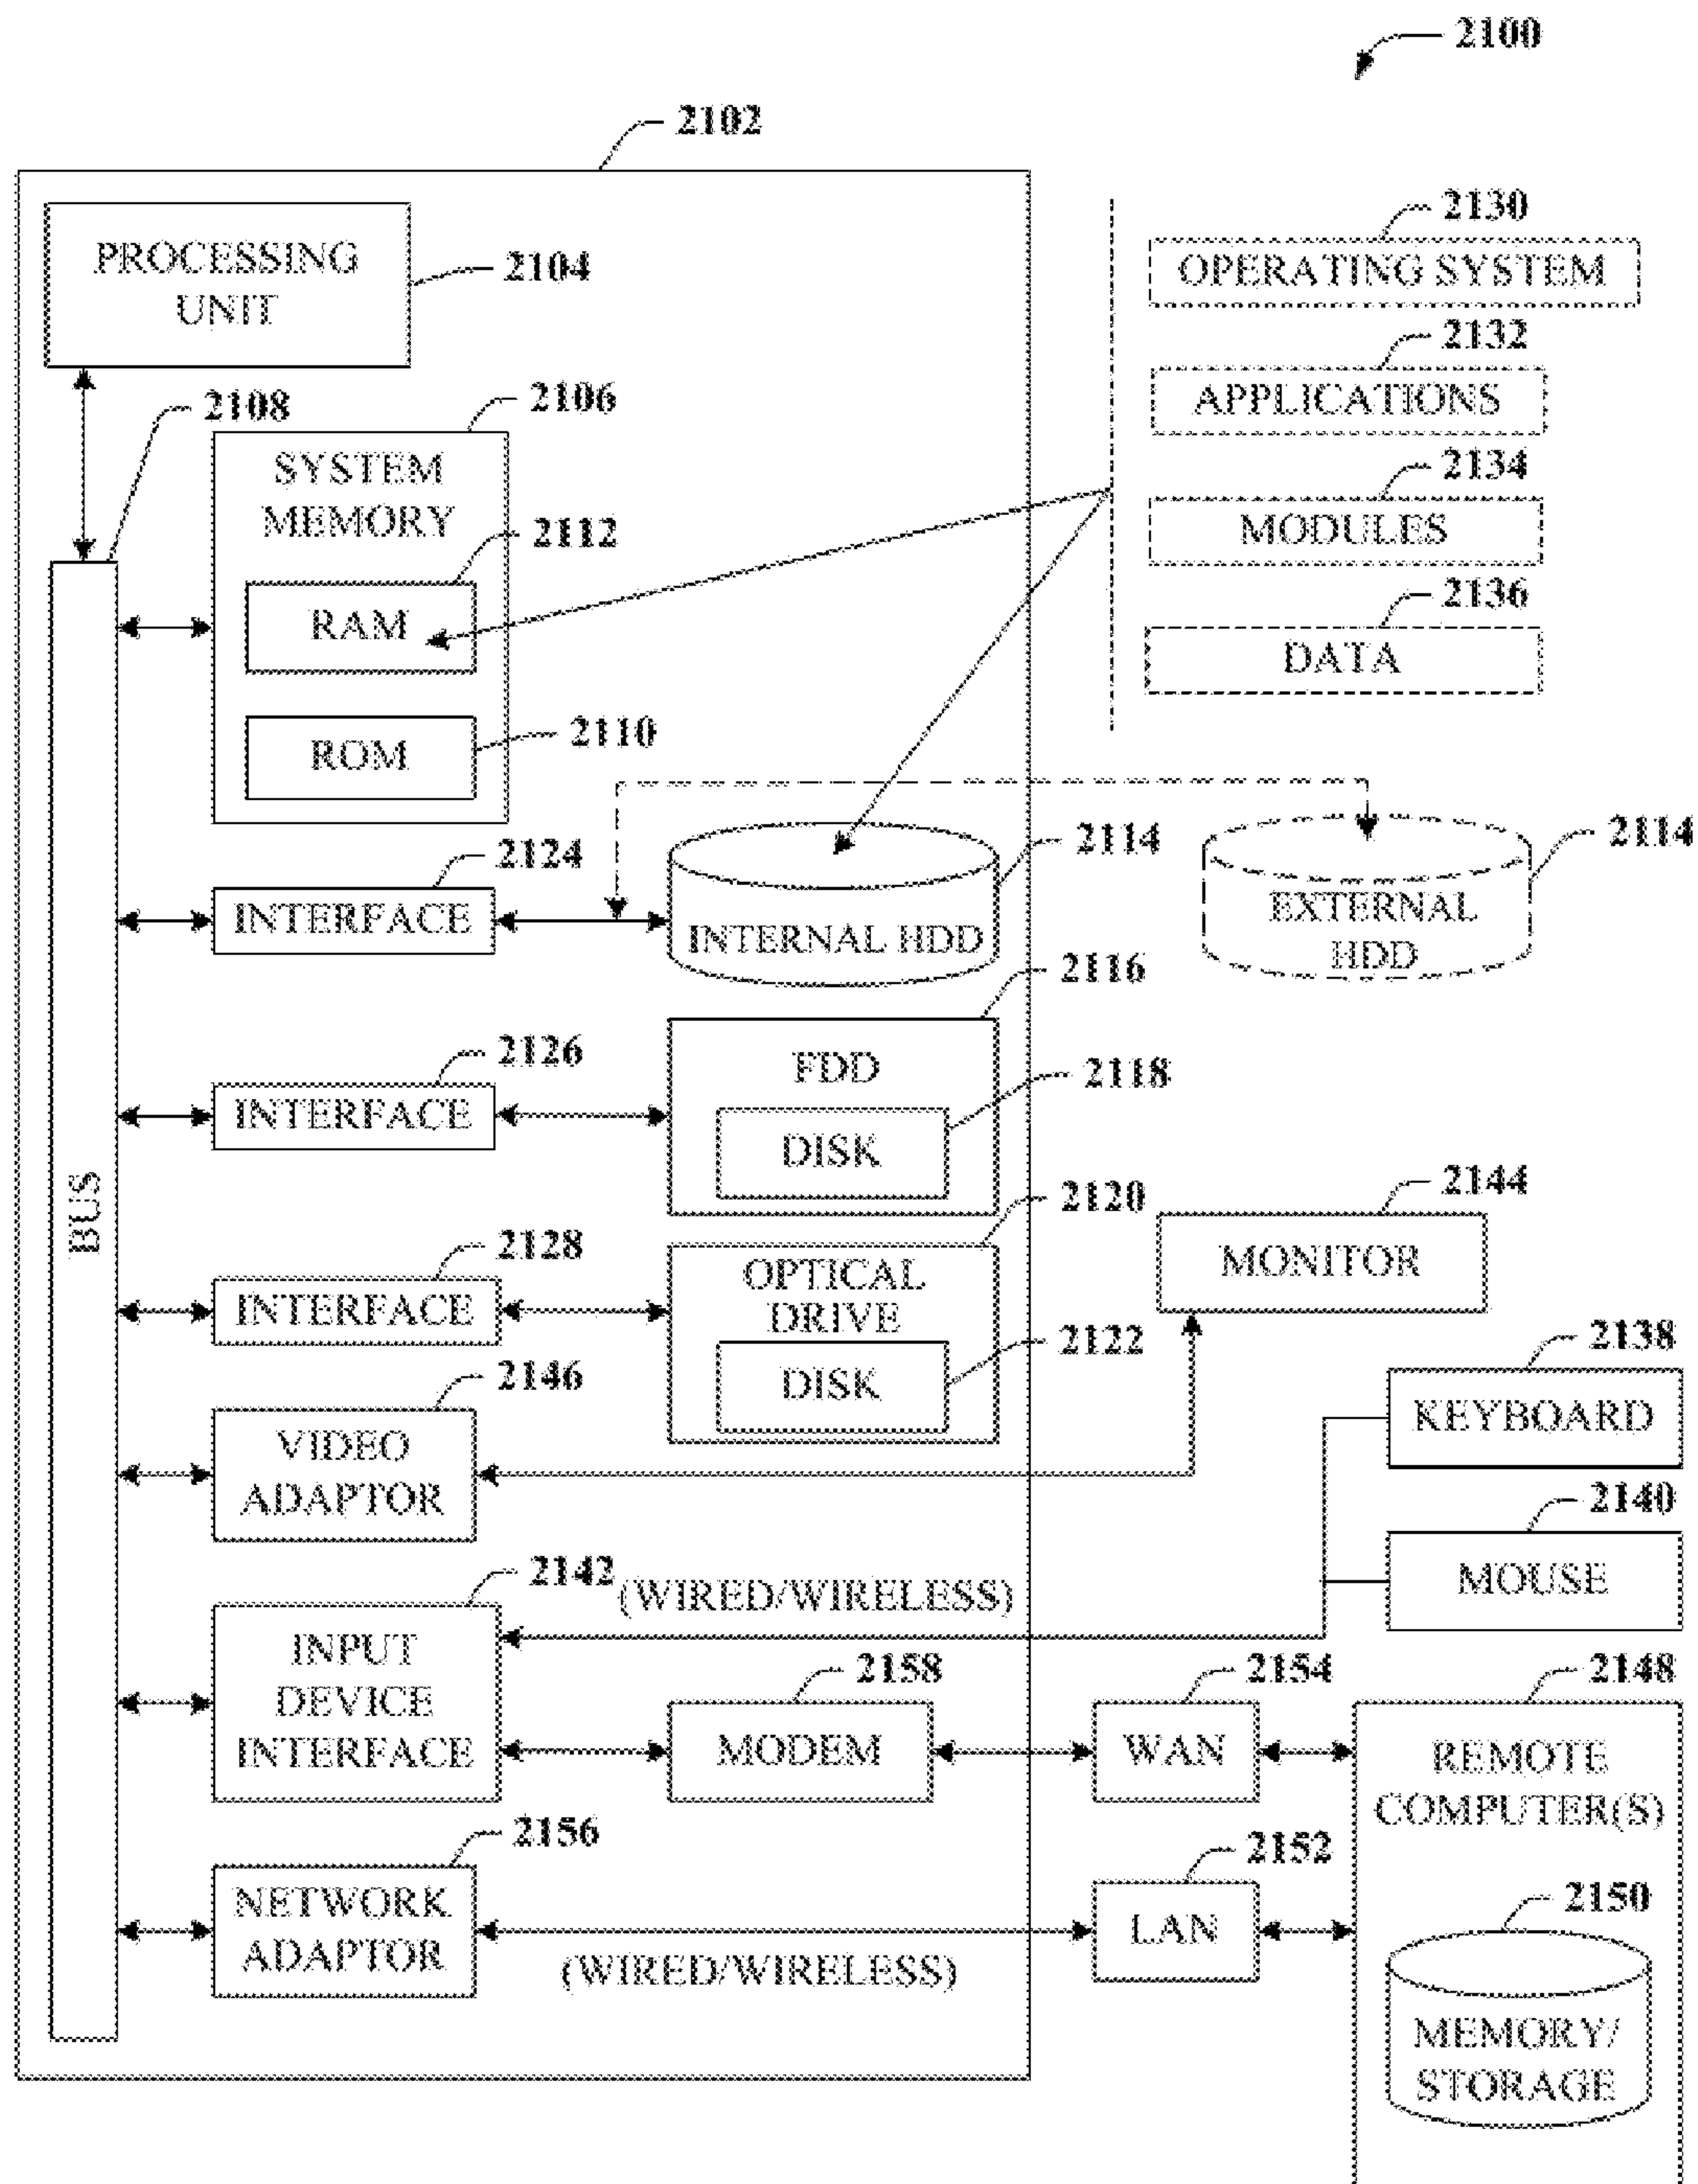 2100
2102
PROCESSING
UNIT
2104
2108
2106
SYSTEM
MEMORY
2112
RAM
ROM
2110
2130
OPERATING SYSTEM
2132
APPLICATIONS
2134
MODULES
2136
DATA
2124
INTERFACE
INTERNAL HDD
2114
EXTERNAL
HDD
2114
2126
INTERFACE
2116
FDD
2118
DISK
BUS
2128
INTERFACE
2120
OPTICAL
DRIVE
2122
DISK
2144
MONITOR
2146
VIDEO
ADAPTOR
2138
KEYBOARD
2140
MOUSE
2142
(WIRED/WIRELESS)
INPUT
DEVICE
INTERFACE
2158
MODEM
2154
WAN
2148
REMOTE
COMPUTER(S)
2156
NETWORK
ADAPTOR
(WIRED/WIRELESS)
2152
LAN
2150
MEMORY/
STORAGE